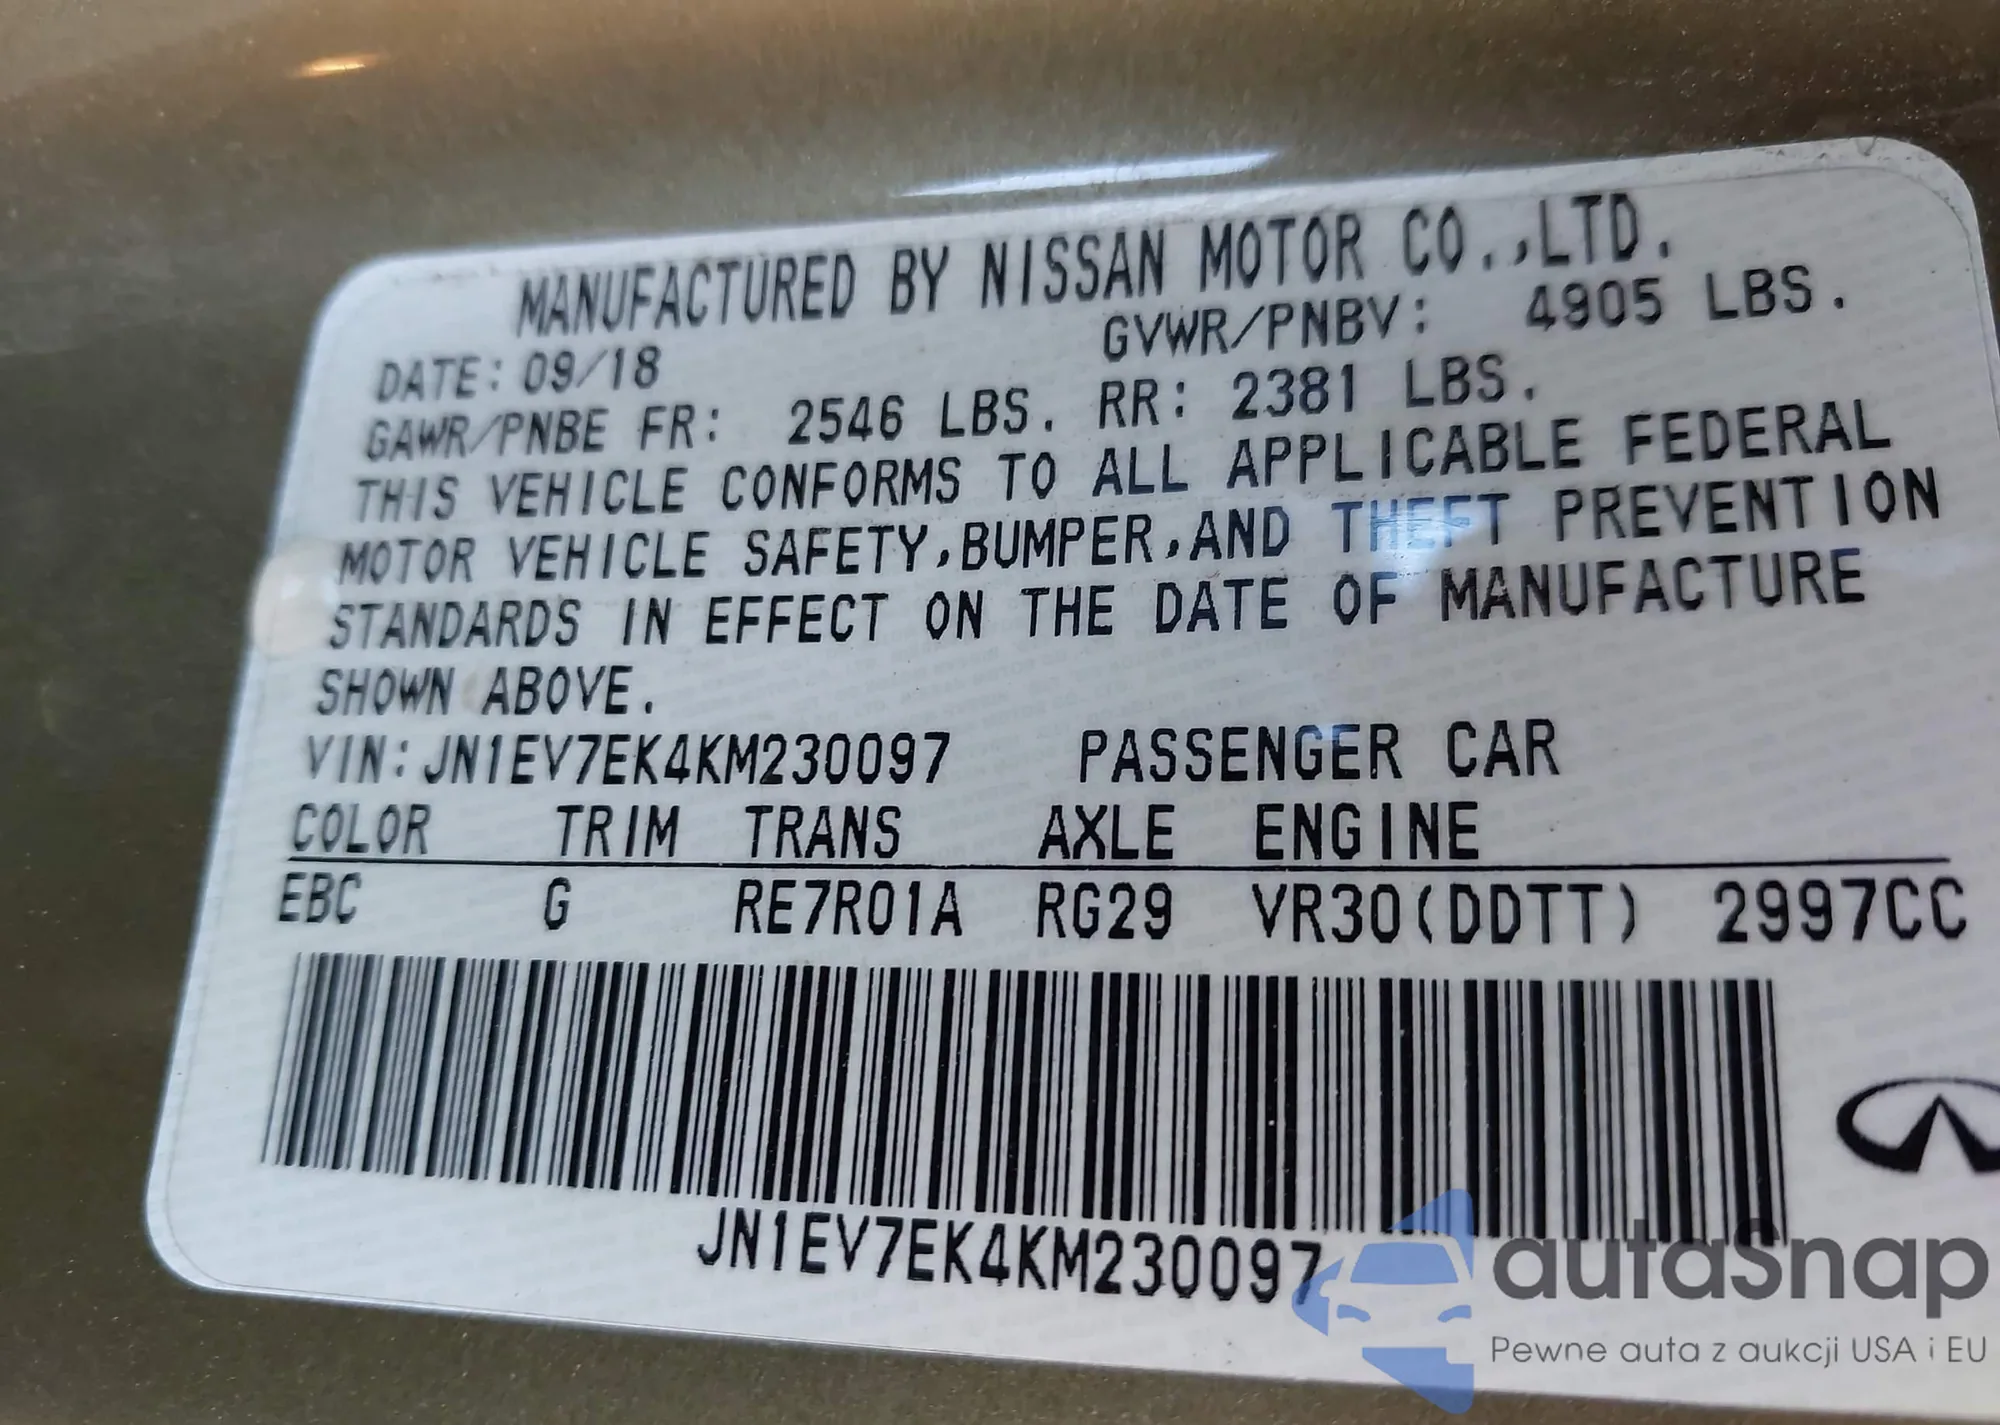 MANUFACTURED BY NISSAN MOTOR CO.,LTD.
DATE: 09/18 GVWR/PNBV: 4905 LBS.
GAWR/PNBE FR: 2546 LBS. RR: 2381 LBS.
THIS VEHICLE CONFORMS TO ALL APPLICABLE FEDERAL
MOTOR VEHICLE SAFETY,BUMPER,AND THEFT PREVENTION
STANDARDS IN EFFECT ON THE DATE OF MANUFACTURE
SHOWN ABOVE.
VIN: JN1EV7EK4KM230097 PASSENGER CAR
COLOR TRIM TRANS AXLE ENGINE
EBC G RE7R01A RG29 VR30(DDTT) 2997CC
JN1EV7EK4KM230097
autaSnap
Pewne auta z aukcji USA i EU